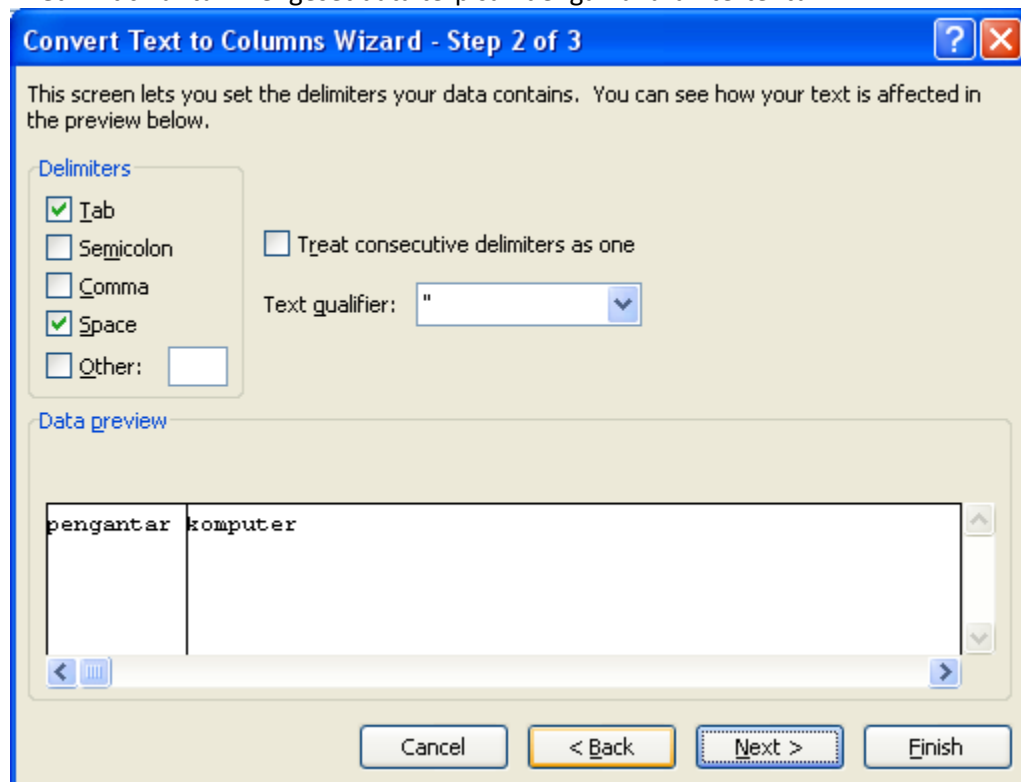 Convert Text to Columns Wizard - Step 2 of 3
This screen lets you set the delimiters your data contains. You can see how your text is affected in
the preview below.
Delimiters
Tab
Semicolon
Treat consecutive delimiters as one
Comma
Text qualifier: "
Space
Other:
Data preview
pengantar komputer
Cancel < Back Next > Finish